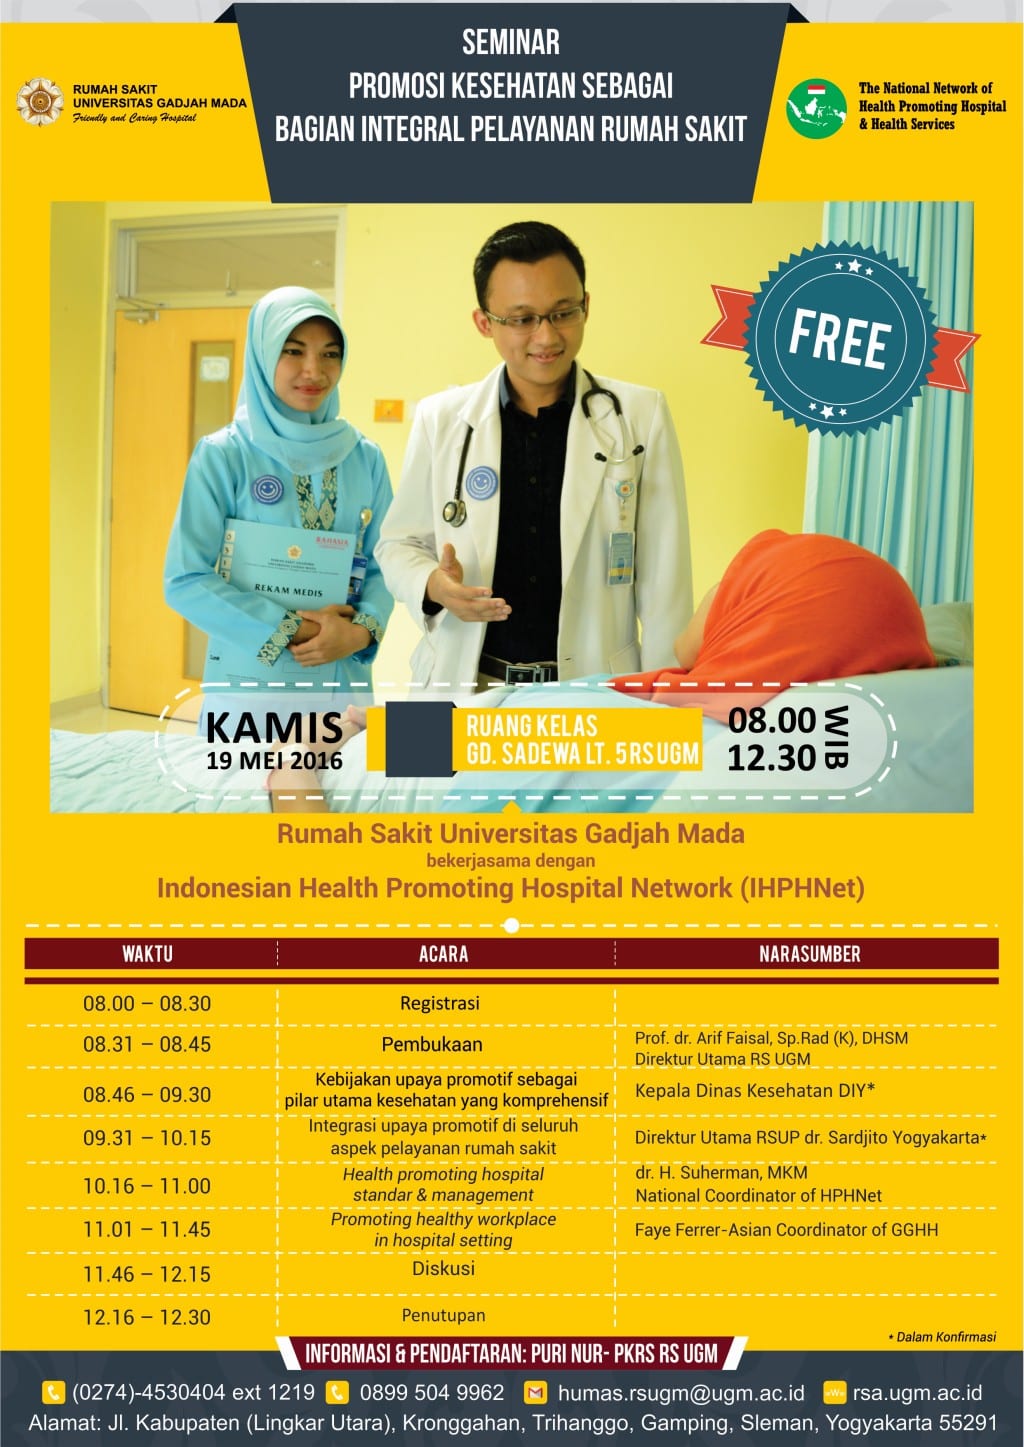 SEMINAR
PROMOSI KESEHATAN SEBAGAI
BAGIAN INTEGRAL PELAYANAN RUMAH SAKIT
RUMAH SAKIT
UNIVERSITAS GADJAH MADA
Friendly and Caring Hospital
The National Network of
Health Promoting Hospital
& Health Services
FREE
REKAM MEDIS
KAMIS
19 MEI 2016
RUANG KELAS
GD. SADEWA LT. 5 RS UGM
08.00
12.30
WIB
Rumah Sakit Universitas Gadjah Mada
bekerjasama dengan
Indonesian Health Promoting Hospital Network (IHPHNet)
WAKTU ACARA NARASUMBER
08.00 – 08.30 Registrasi
08.31 – 08.45 Pembukaan Prof. dr. Arif Faisal, Sp.Rad (K), DHSM
Direktur Utama RS UGM
08.46 – 09.30 Kebijakan upaya promotif sebagai
pilar utama kesehatan yang komprehensif Kepala Dinas Kesehatan DIY*
09.31 – 10.15 Integrasi upaya promotif di seluruh
aspek pelayanan rumah sakit Direktur Utama RSUP dr. Sardjito Yogyakarta*
10.16 – 11.00 Health promoting hospital
standar & management dr. H. Suherman, MKM
National Coordinator of HPHNet
11.01 – 11.45 Promoting healthy workplace
in hospital setting Faye Ferrer-Asian Coordinator of GGHH
11.46 – 12.15 Diskusi
12.16 – 12.30 Penutupan
* Dalam Konfirmasi
INFORMASI & PENDAFTARAN: PURI NUR- PKRS RS UGM
(0274)-4530404 ext 1219 0899 504 9962 humas.rsugm@ugm.ac.id rsa.ugm.ac.id
Alamat: Jl. Kabupaten (Lingkar Utara), Kronggahan, Trihanggo, Gamping, Sleman, Yogyakarta 55291